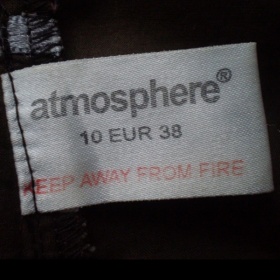 atmosphere®
10 EUR 38
KEEP AWAY FROM FIRE